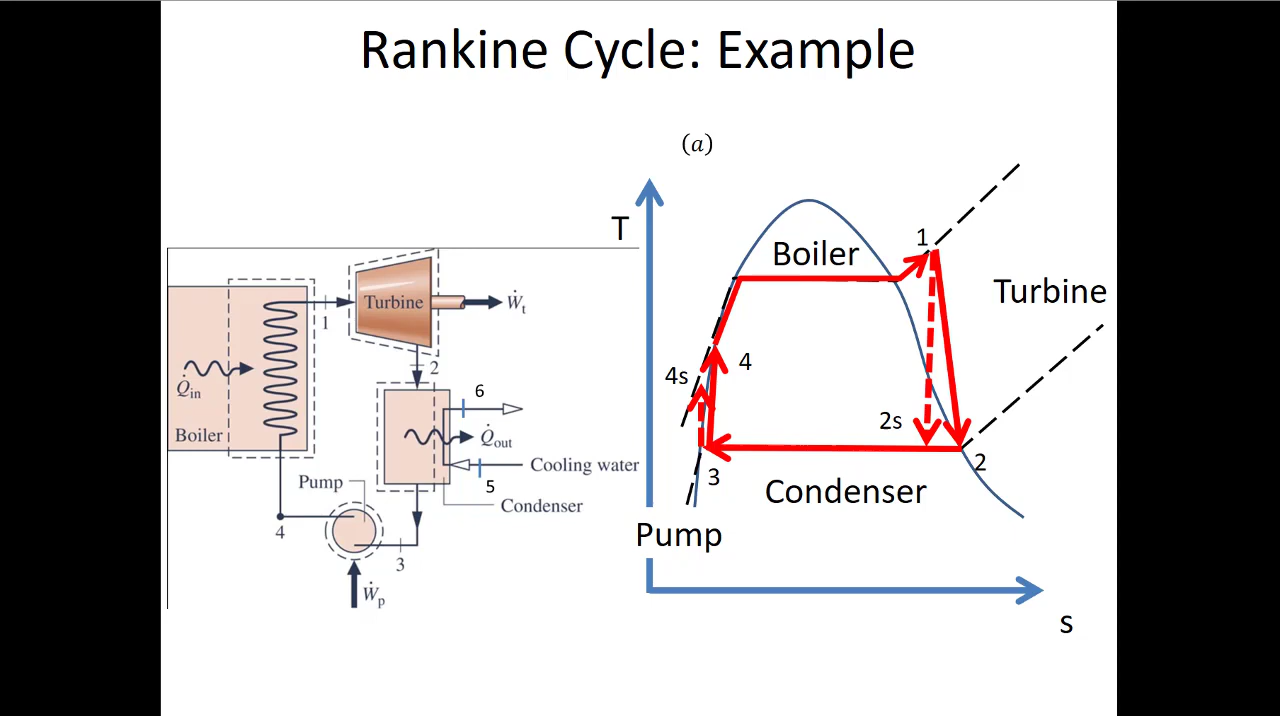 Rankine Cycle: Example
(a)
T
Boiler
1
Turbine
4s
4
2s
2
3
Condenser
Pump
s
Turbine
Ẇt
1
2
Q̇in
Boiler
6
Q̇out
Cooling water
5
Condenser
Pump
4
3
Ẇp